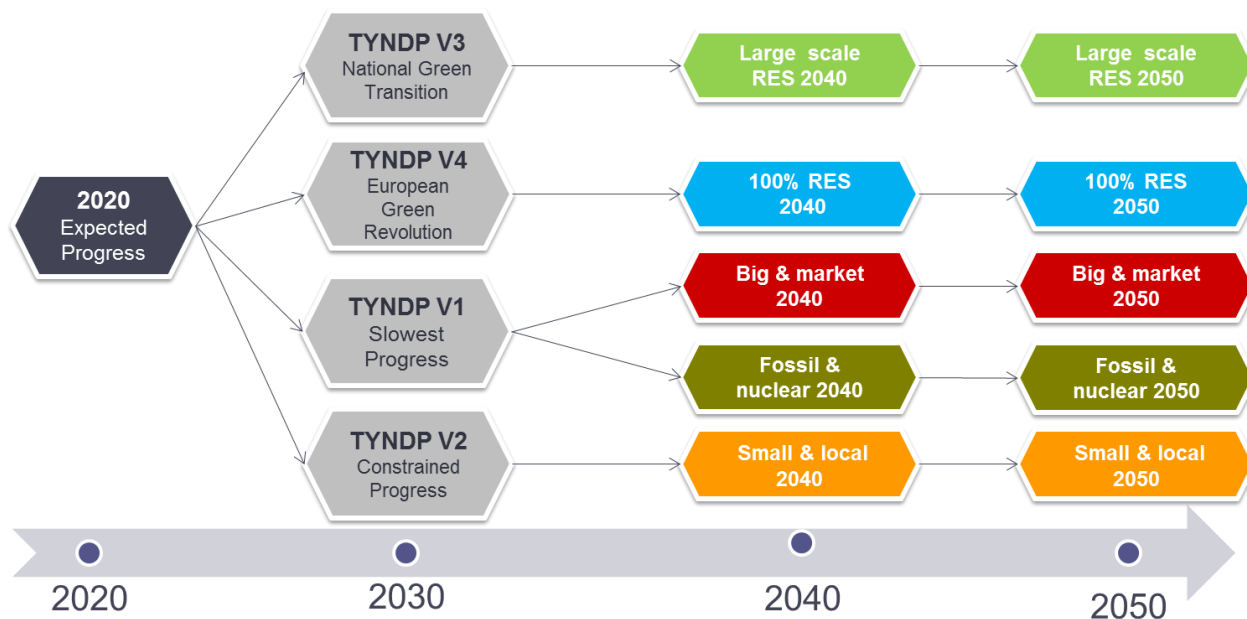 TYNDP V3
National Green
Transition
Large scale
RES 2040
Large scale
RES 2050
TYNDP V4
European
Green
Revolution
100% RES
2040
100% RES
2050
2020
Expected
Progress
Big & market
2040
Big & market
2050
TYNDP V1
Slowest
Progress
Fossil &
nuclear 2040
Fossil &
nuclear 2050
TYNDP V2
Constrained
Progress
Small & local
2040
Small & local
2050
2020
2030
2040
2050